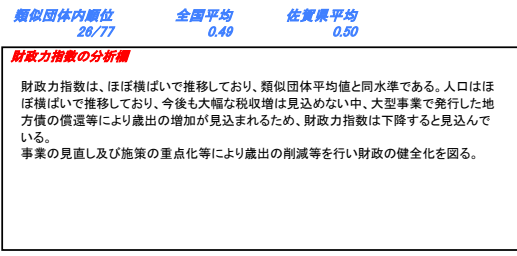 類似団体内順位 全国平均 佐賀県平均
26/77 0.49 0.50
財政力指数の分析欄
財政力指数は、ほぼ横ばいで推移しており、類似団体平均値と同水準である。人口はほ
ぼ横ばいで推移しており、今後も大幅な税収増は見込めない中、大型事業で発行した地
方債の償還等により歳出の増加が見込まれるため、財政力指数は下降すると見込んで
いる。
事業の見直し及び施策の重点化等により歳出の削減等を行い財政の健全化を図る。